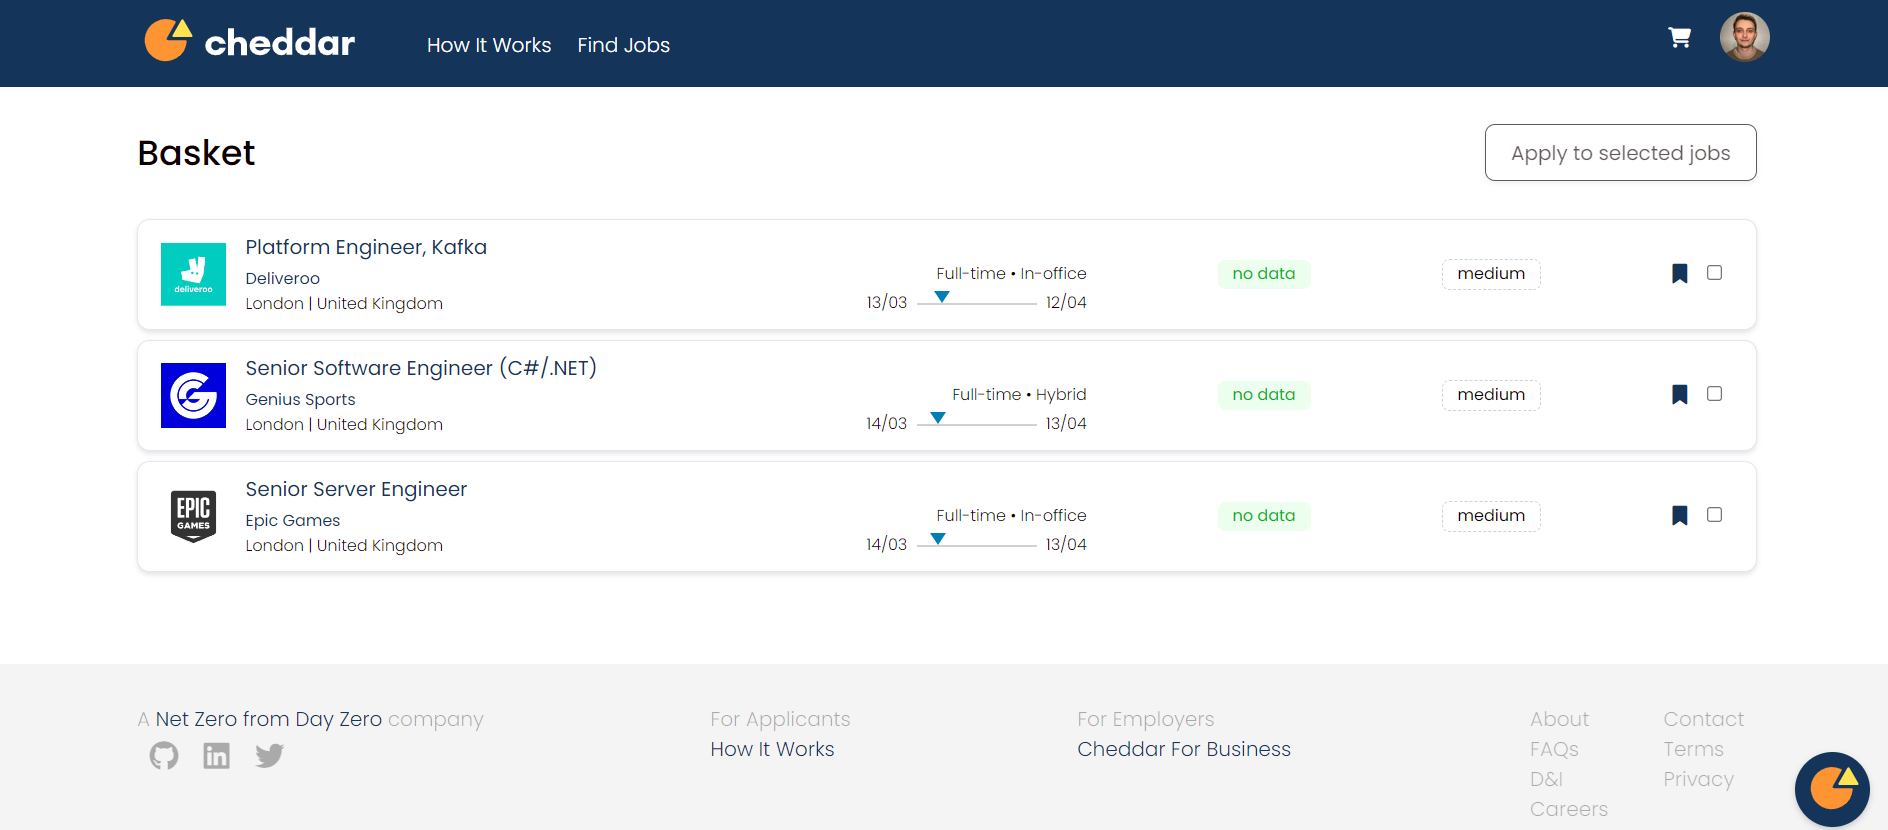 cheddar
How It Works
Find Jobs
Basket
Apply to selected jobs
deliveroo
Platform Engineer, Kafka
Deliveroo
London | United Kingdom
Full-time • In-office
13/03
12/04
no data
medium
Senior Software Engineer (C#/.NET)
Genius Sports
London | United Kingdom
Full-time • Hybrid
14/03
13/04
no data
medium
EPIC
GAMES
Senior Server Engineer
Epic Games
London | United Kingdom
Full-time • In-office
14/03
13/04
no data
medium
A Net Zero from Day Zero company
For Applicants
How It Works
For Employers
Cheddar For Business
About
FAQs
D&I
Careers
Contact
Terms
Privacy